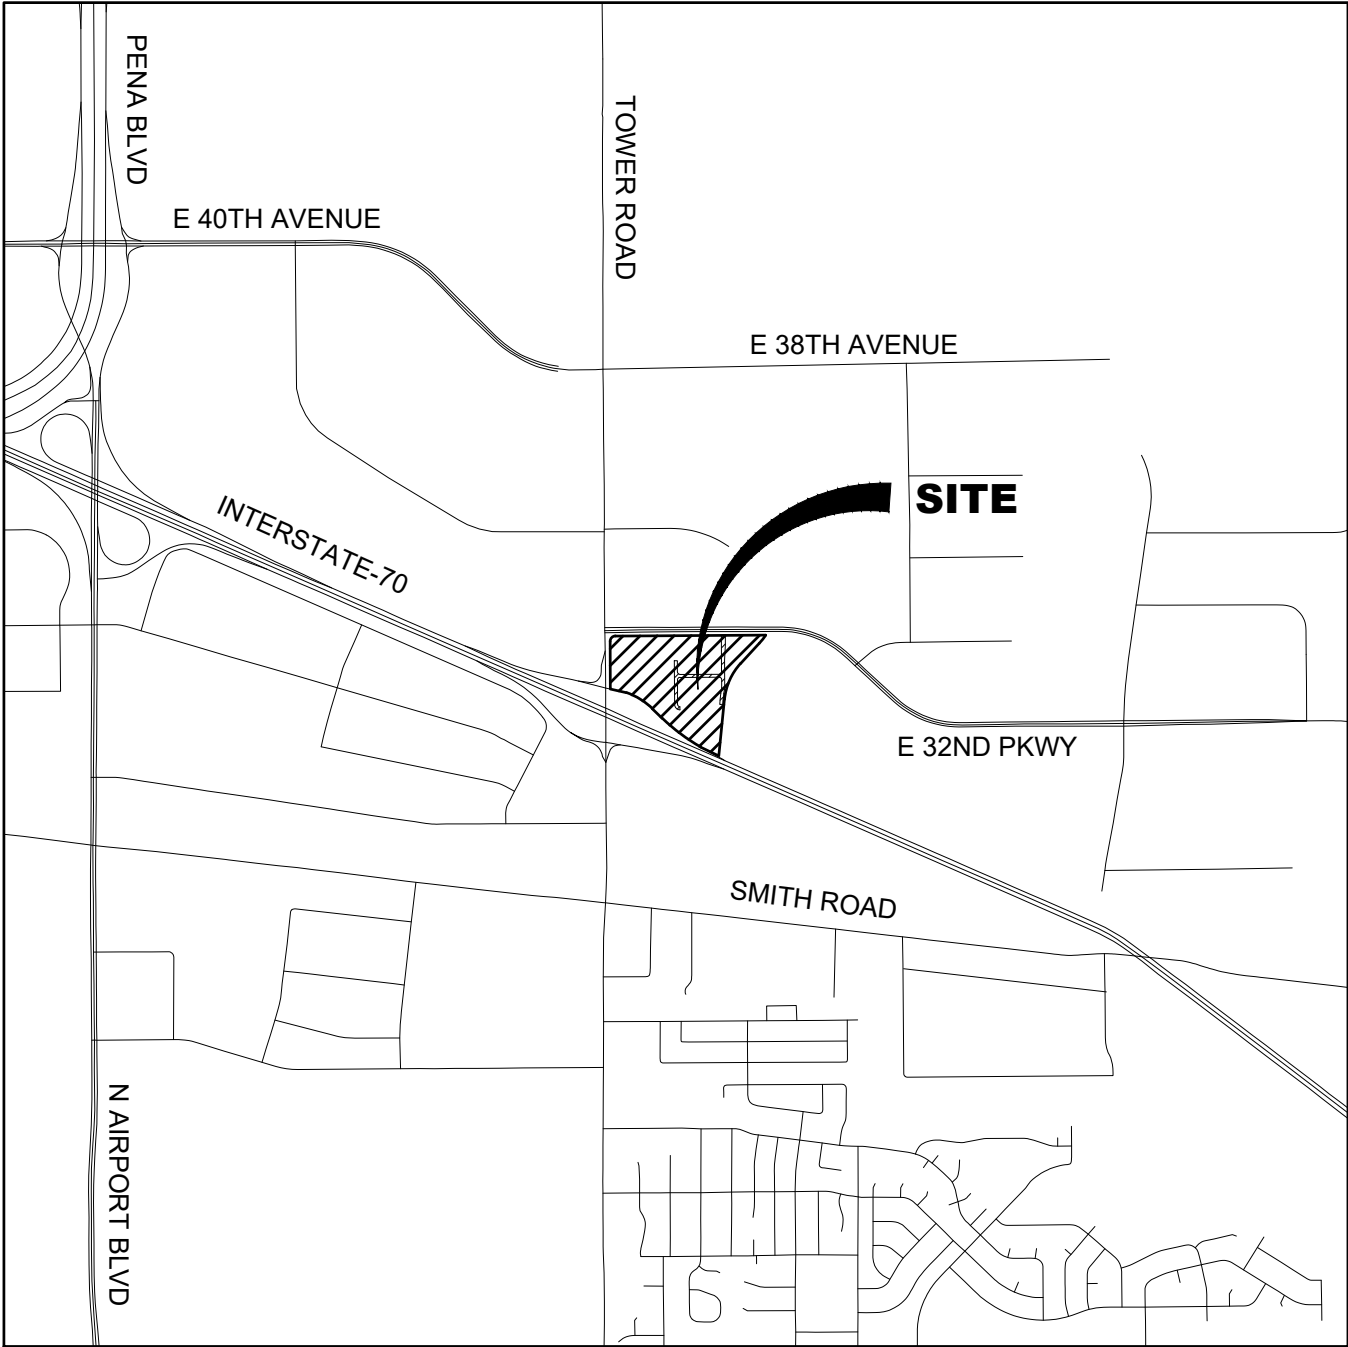 PENA BLVD
TOWER ROAD
E 40TH AVENUE
E 38TH AVENUE
SITE
INTERSTATE-70
E 32ND PKWY
SMITH ROAD
N AIRPORT BLVD